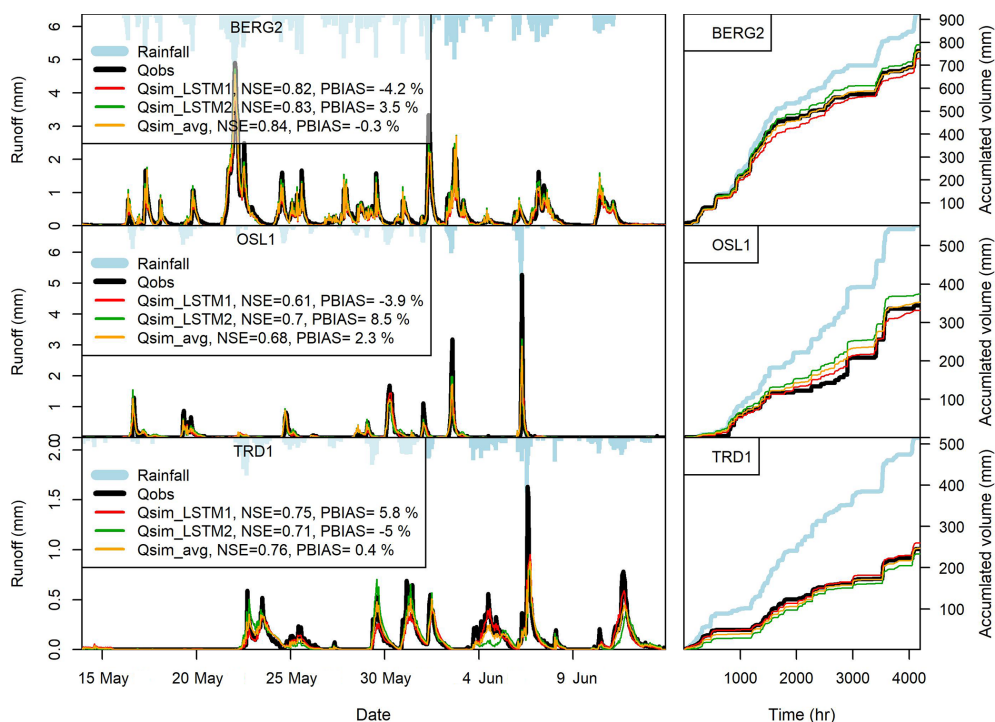 BERG2
Rainfall
Qobs
Qsim_LSTM1, NSE=0.82, PBIAS= -4.2 %
Qsim_LSTM2, NSE=0.83, PBIAS= 3.5 %
Qsim_avg, NSE=0.84, PBIAS= -0.3 %
Runoff (mm)
0
1
2
3
4
5
6
BERG2
Accumulated volume (mm)
100
200
300
400
500
600
700
800
900
OSL1
Rainfall
Qobs
Qsim_LSTM1, NSE=0.61, PBIAS= -3.9 %
Qsim_LSTM2, NSE=0.7, PBIAS= 8.5 %
Qsim_avg, NSE=0.68, PBIAS= 2.3 %
Runoff (mm)
0
1
2
3
4
5
6
OSL1
Accumulated volume (mm)
100
200
300
400
500
TRD1
Rainfall
Qobs
Qsim_LSTM1, NSE=0.75, PBIAS= 5.8 %
Qsim_LSTM2, NSE=0.71, PBIAS= -5 %
Qsim_avg, NSE=0.76, PBIAS= 0.4 %
Runoff (mm)
0.0
0.5
1.0
1.5
2.0
TRD1
Accumulated volume (mm)
100
200
300
400
500
15 May 20 May 25 May 30 May 4 Jun 9 Jun
Date
1000 2000 3000 4000
Time (hr)